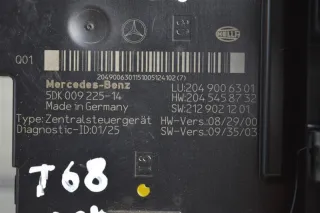 (7)
HELLA
Q01
2049006301151005124102(7)
Mercedes-Benz LU:204 900 63 01
5DK 009 225-14 HW:204 545 87 32
Made in Germany SW:212 902 12 01
Type:Zentralsteuergerät HW-Vers:08/29/00
Diagnostic-ID:01/25 SW-Vers:09/35/03
T68